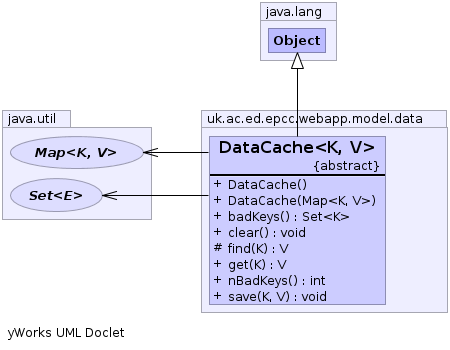 java.lang
Object
java.util
Map<K, V>
Set<E>
uk.ac.ed.epcc.webapp.model.data
DataCache<K, V>
{abstract}
+ DataCache()
+ DataCache(Map<K, V>)
+ badKeys() : Set<K>
+ clear() : void
# find(K) : V
+ get(K) : V
+ nBadKeys() : int
+ save(K, V) : void
yWorks UML Doclet